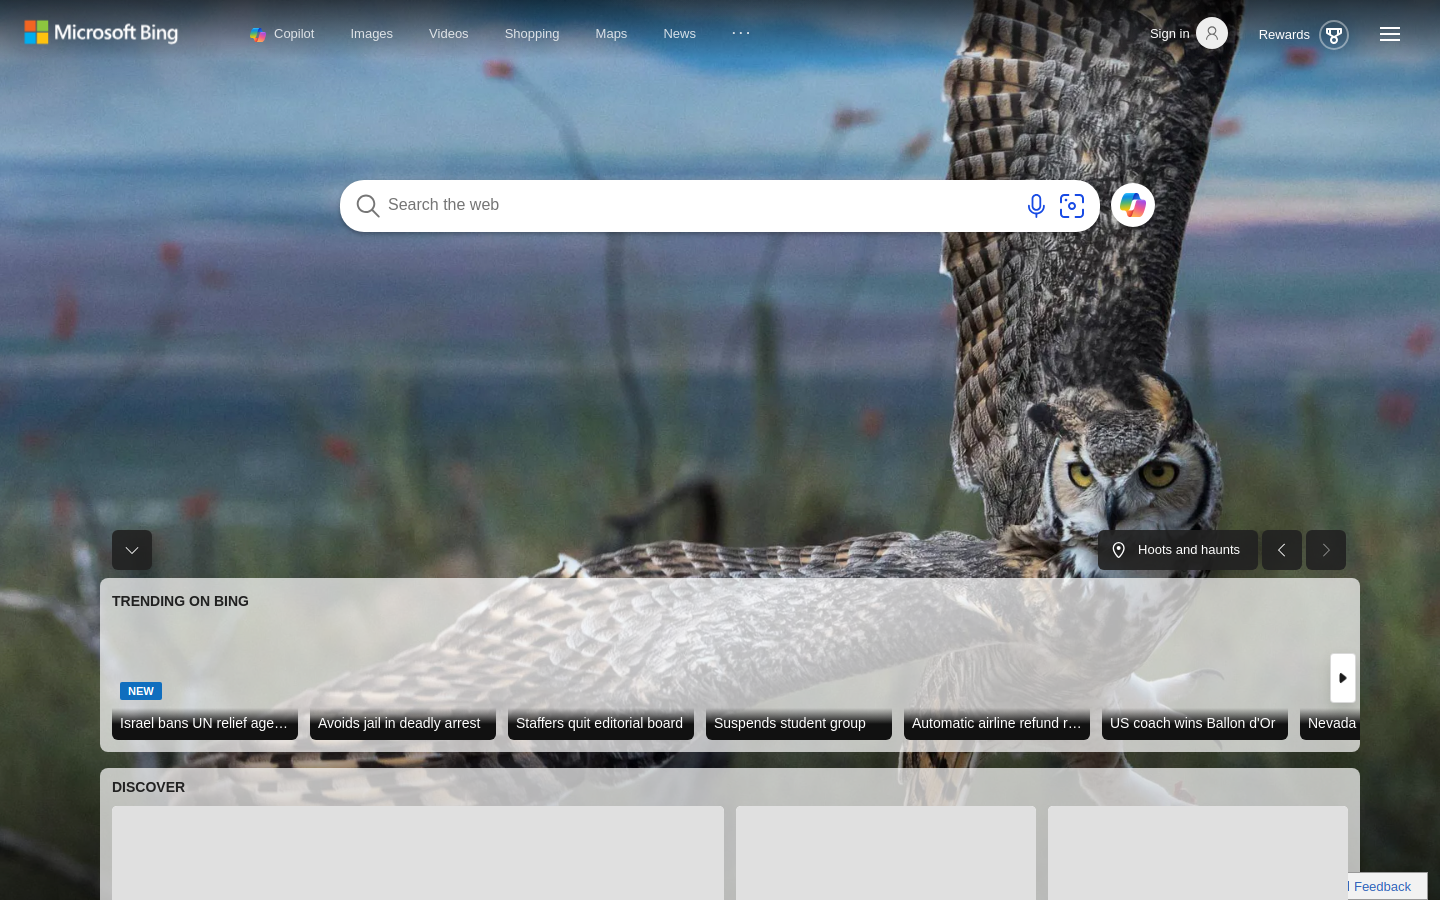 Microsoft Bing
Copilot
Images
Videos
Shopping
Maps
News
Sign in
Rewards
Search the web
Hoots and haunts
TRENDING ON BING
NEW
Israel bans UN relief age…
Avoids jail in deadly arrest
Staffers quit editorial board
Suspends student group
Automatic airline refund r…
US coach wins Ballon d'Or
Nevada
DISCOVER
Feedback